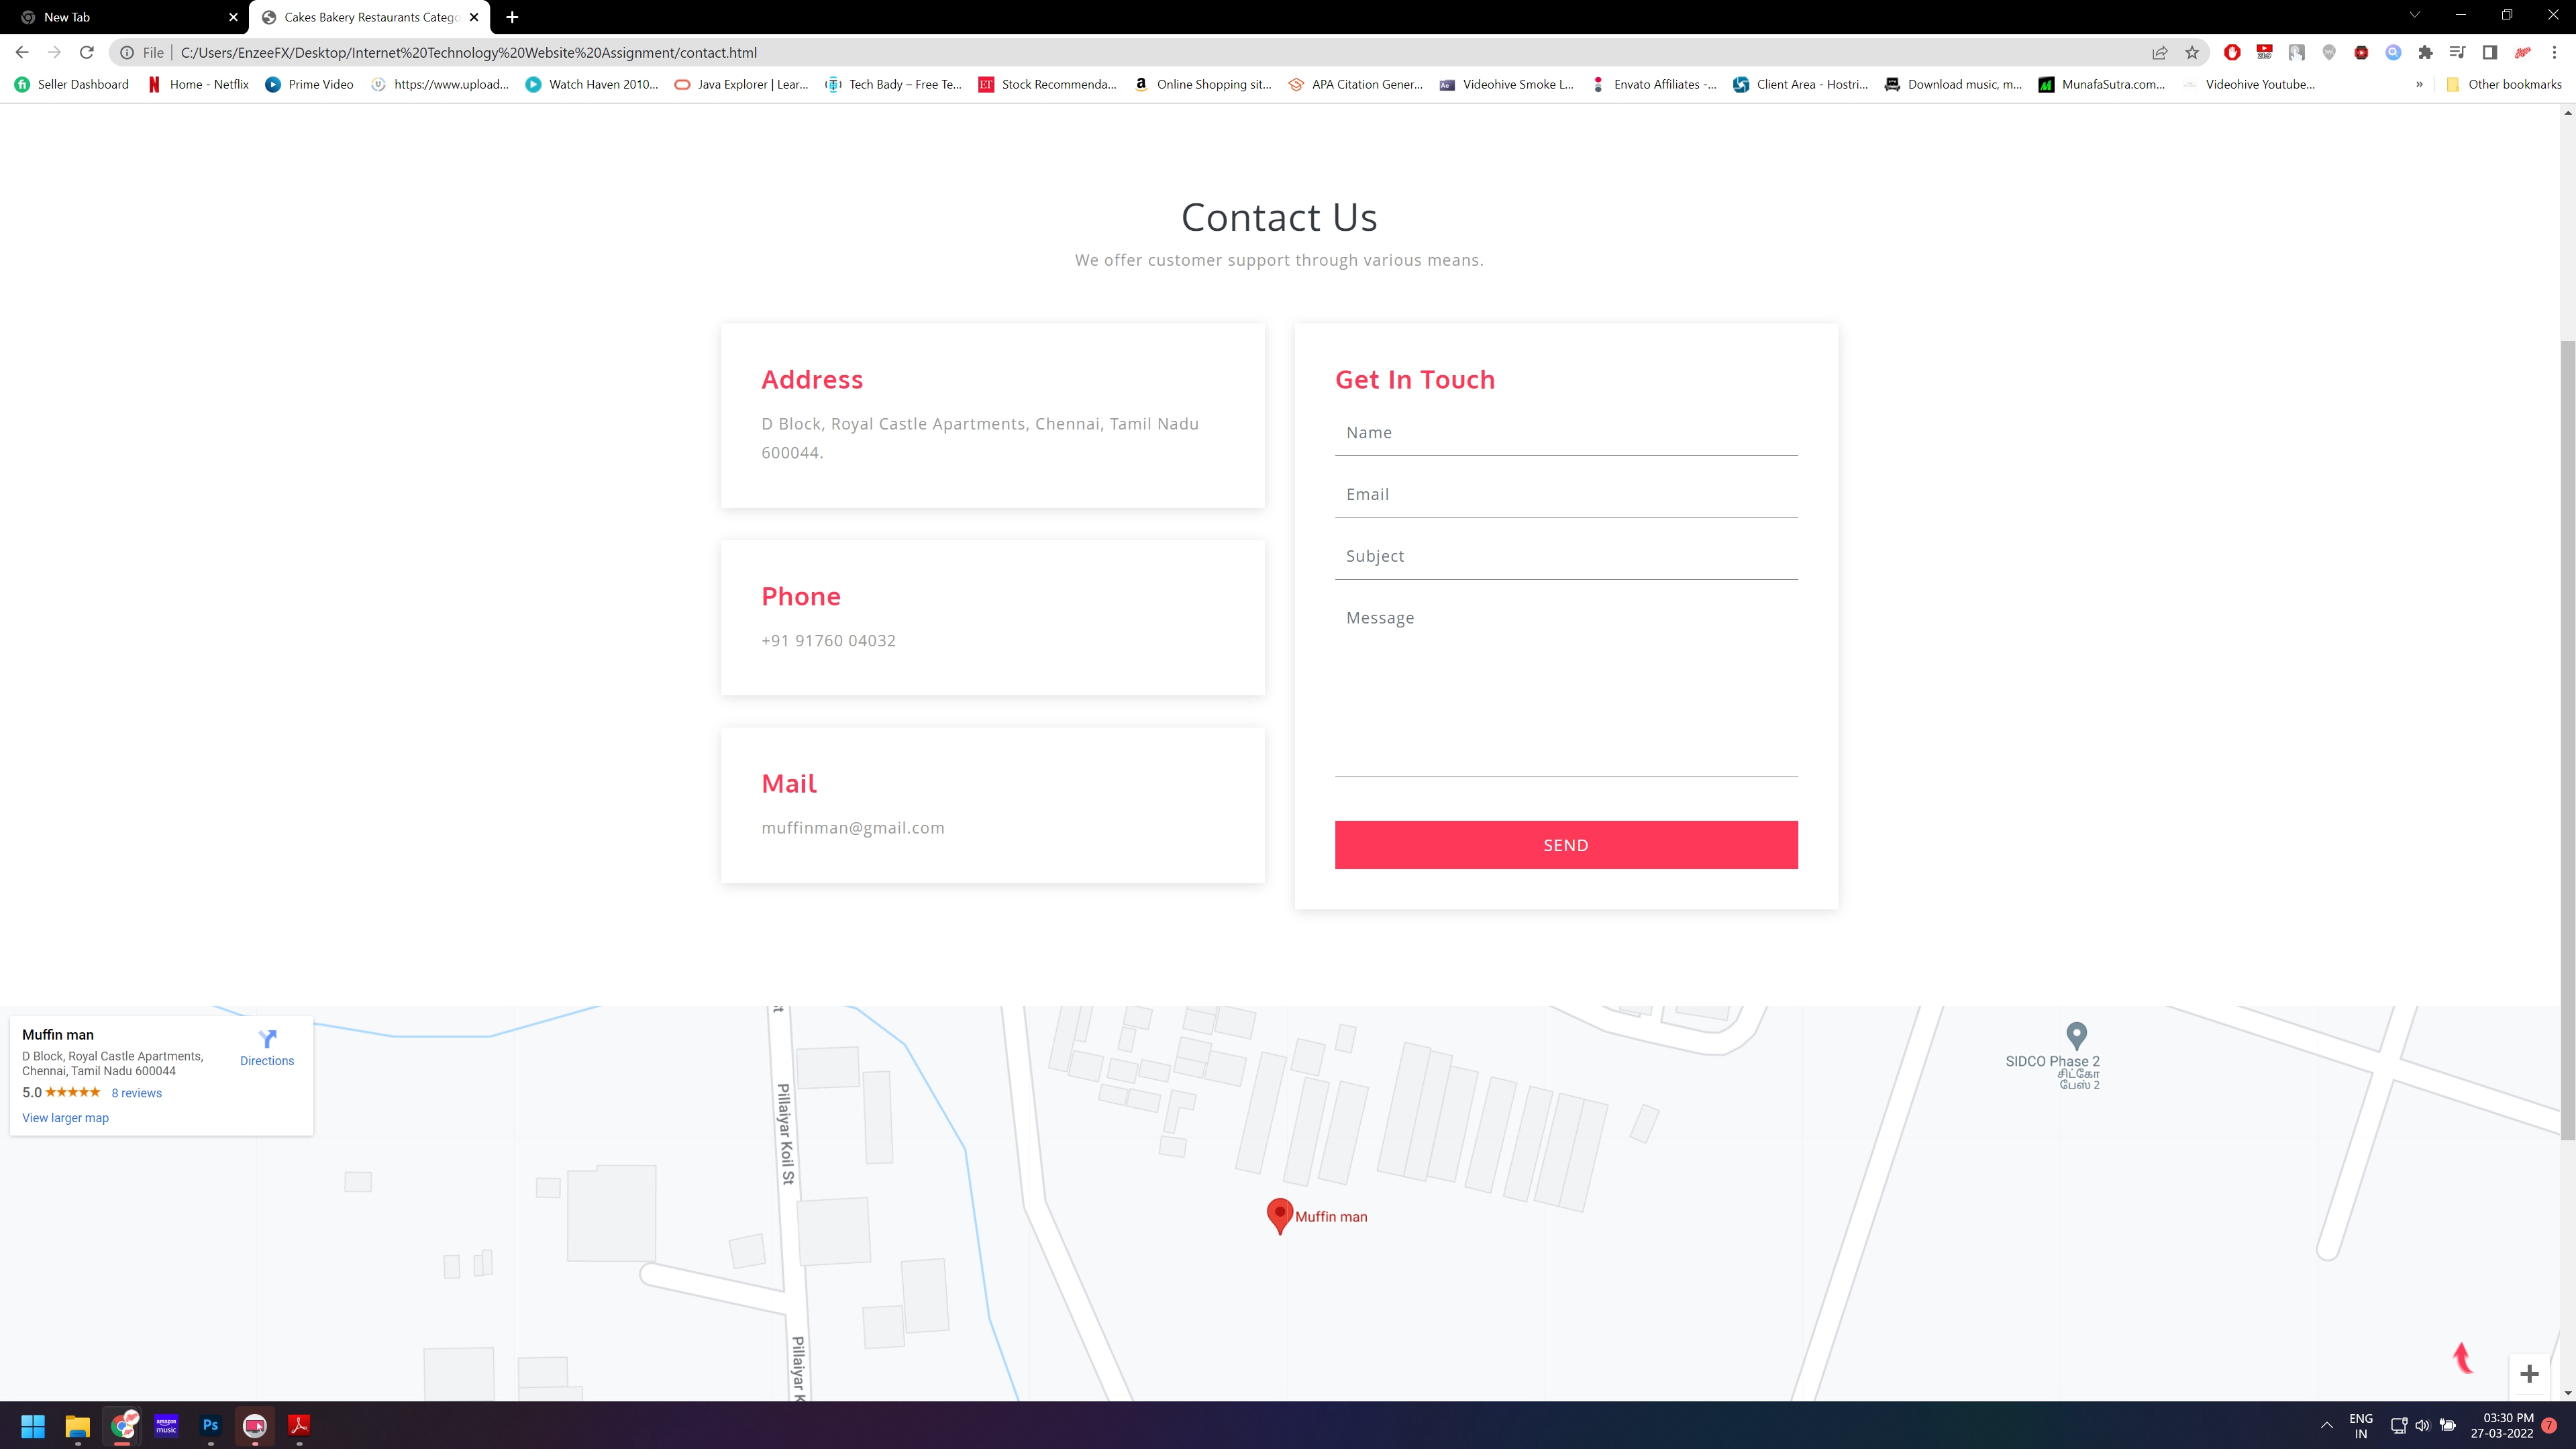 New Tab
Cakes Bakery Restaurants Catego
File
C:/Users/EnzeeFX/Desktop/Internet%20Technology%20Website%20Assignment/contact.html
Seller Dashboard
Home - Netflix
Prime Video
https://www.upload...
Watch Haven 2010...
Java Explorer | Lear...
Tech Bady – Free Te...
Stock Recommenda...
Online Shopping sit...
APA Citation Gener...
Videohive Smoke L...
Envato Affiliates -...
Client Area - Hostri...
Download music, m...
MunafaSutra.com...
Videohive Youtube...
»
Other bookmarks
Contact Us
We offer customer support through various means.
Address
D Block, Royal Castle Apartments, Chennai, Tamil Nadu
600044.
Phone
+91 91760 04032
Mail
muffinman@gmail.com
Get In Touch
Name
Email
Subject
Message
SEND
Muffin man
D Block, Royal Castle Apartments,
Chennai, Tamil Nadu 600044
5.0 ★★★★★ 8 reviews
View larger map
Directions
Pillaiyar Koil St
Pillaiyar K
Muffin man
SIDCO Phase 2
சிட்கோ
பேஸ் 2
amazon
music
Ps
ENG
IN
03:30 PM
27-03-2022
7